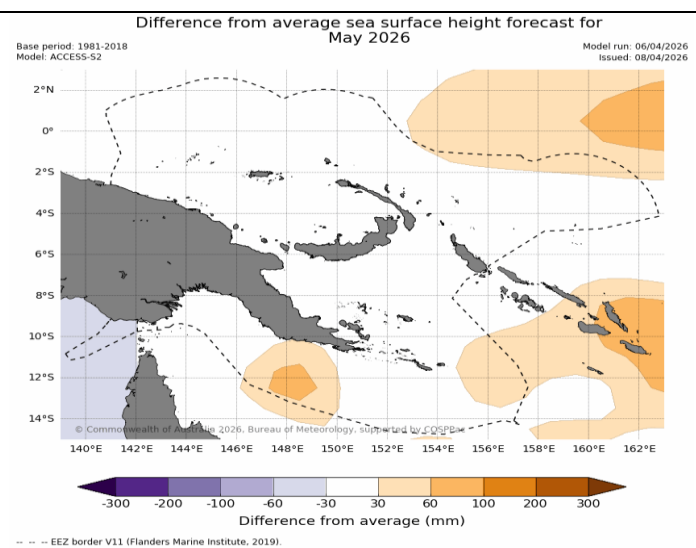 Difference from average sea surface height forecast for
May 2026
Base period: 1981-2018
Model: ACCESS-S2
Model run: 06/04/2026
Issued: 08/04/2026
2°N
0°
2°S
4°S
6°S
8°S
10°S
12°S
14°S
© Commonwealth of Australia 2026, Bureau of Meteorology, supported by COSPPac
140°E 142°E 144°E 146°E 148°E 150°E 152°E 154°E 156°E 158°E 160°E 162°E
-300 -200 -100 -60 -30 30 60 100 200 300
Difference from average (mm)
-- -- -- EEZ border V11 (Flanders Marine Institute, 2019).